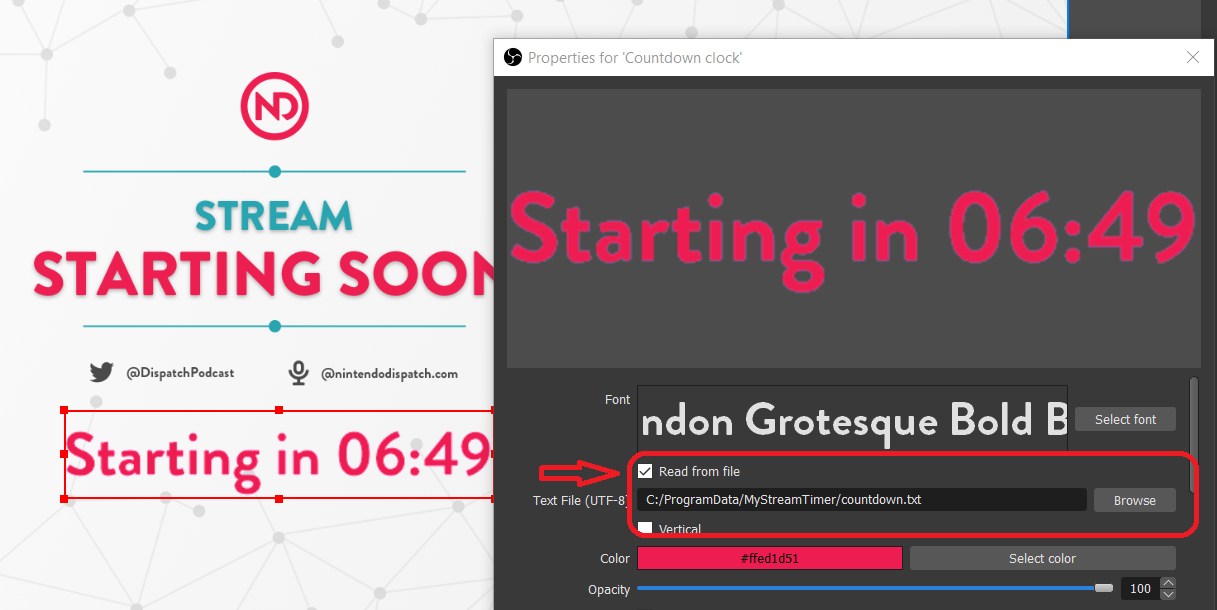 ND
STREAM
STARTING SOON
@DispatchPodcast
@nintendodispatch.com
Starting in 06:49
Properties for 'Countdown clock'
Starting in 06:49
Font
ndon Grotesque Bold B
Select font
Read from file
Text File (UTF-8)
C:/ProgramData/MyStreamTimer/countdown.txt
Browse
Vertical
Color
#ffed1d51
Select color
Opacity
100